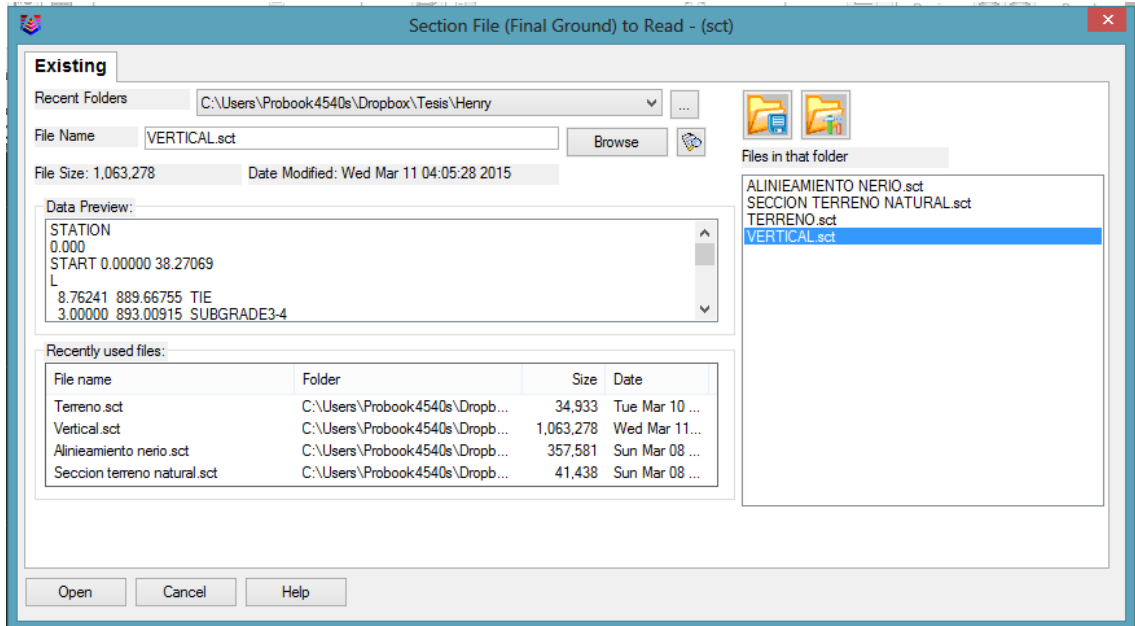 Section File (Final Ground) to Read - (sct)
Existing
Recent Folders C:\Users\Probook4540s\Dropbox\Tesis\Henry ...
File Name VERTICAL.sct Browse
File Size: 1,063,278 Date Modified: Wed Mar 11 04:05:28 2015
Data Preview:
STATION
0.000
START 0.00000 38.27069
L
8.76241 889.66755 TIE
3.00000 893.00915 SUBGRADE3-4
Recently used files:
File name Folder Size Date
Terreno.sct C:\Users\Probook4540s\Dropb... 34,933 Tue Mar 10 ...
Vertical.sct C:\Users\Probook4540s\Dropb... 1,063,278 Wed Mar 11...
Alinieamiento nerio.sct C:\Users\Probook4540s\Dropb... 357,581 Sun Mar 08 ...
Seccion terreno natural.sct C:\Users\Probook4540s\Dropb... 41,438 Sun Mar 08 ...
Files in that folder
ALINIEAMIENTO NERIO.sct
SECCION TERRENO NATURAL.sct
TERRENO.sct
VERTICAL.sct
Open Cancel Help